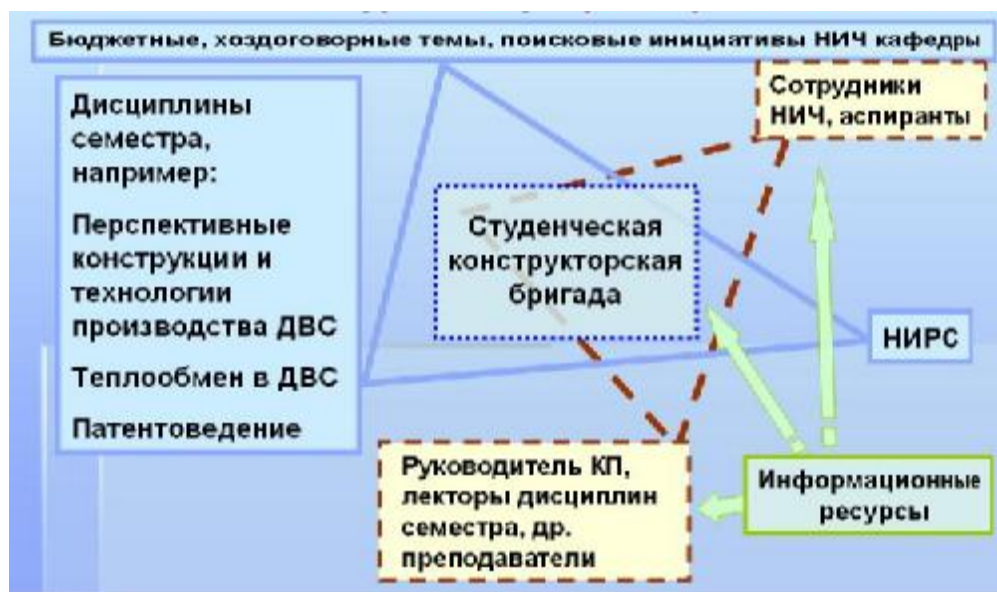 Бюджетные, хоздоговорные темы, поисковые инициативы НИЧ кафедры
Дисциплины
семестра,
например:
Перспективные
конструкции и
технологии
производства ДВС
Теплообмен в ДВС
Патентоведение
Сотрудники
НИЧ, аспиранты
Студенческая
конструкторская
бригада
НИРС
Руководитель КП,
лекторы дисциплин
семестра, др.
преподаватели
Информационные
ресурсы